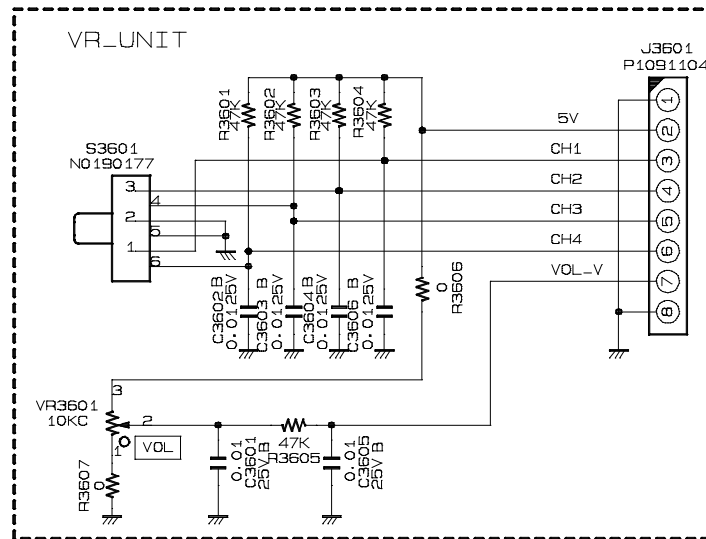 VR_UNIT
J3601
P1091104
R3601
47K
R3602
47K
R3603
47K
R3604
47K
1
5V
2
S3601
N0190177
CH1
3
3
CH2
4
4
2
CH3
5
5
1
CH4
6
6
VOL_V
7
8
C3602 B
0.01 25V
C3603 B
0.01 25V
C3604 B
0.01 25V
C3606 B
0.01 25V
0
R3606
3
VR3601
10KC
2
1
VOL
47K
R3605
0.01
C3601
25V B
0.01
C3605
25V B
R3607
0